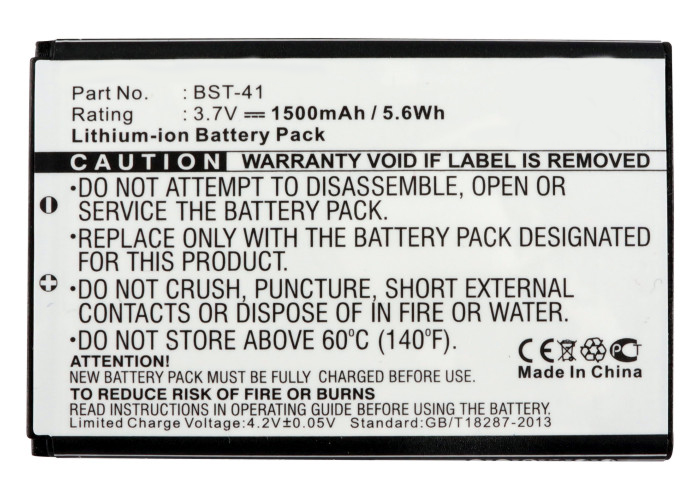 Part No. : BST-41
Rating : 3.7V ⎓ 1500mAh / 5.6Wh
Lithium-ion Battery Pack
CAUTION WARRANTY VOID IF LABEL IS REMOVED
•DO NOT ATTEMPT TO DISASSEMBLE, OPEN OR
SERVICE THE BATTERY PACK.
•REPLACE ONLY WITH THE BATTERY PACK DESIGNATED
FOR THIS PRODUCT.
•DO NOT CRUSH, PUNCTURE, SHORT EXTERNAL
CONTACTS OR DISPOSE OF IN FIRE OR WATER.
•DO NOT STORE ABOVE 60°C (140°F).
CE PCT
Made In China
ATTENTION!
NEW BATTERY PACK MUST BE FULLY CHARGED BEFORE USE.
TO REDUCE RISK OF FIRE OR BURNS
READ INSTRUCTIONS IN OPERATING GUIDE BEFORE USING BATTERY.
Limited Charge Voltage:4.2V±0.05V Standard:GB/T18287-2013